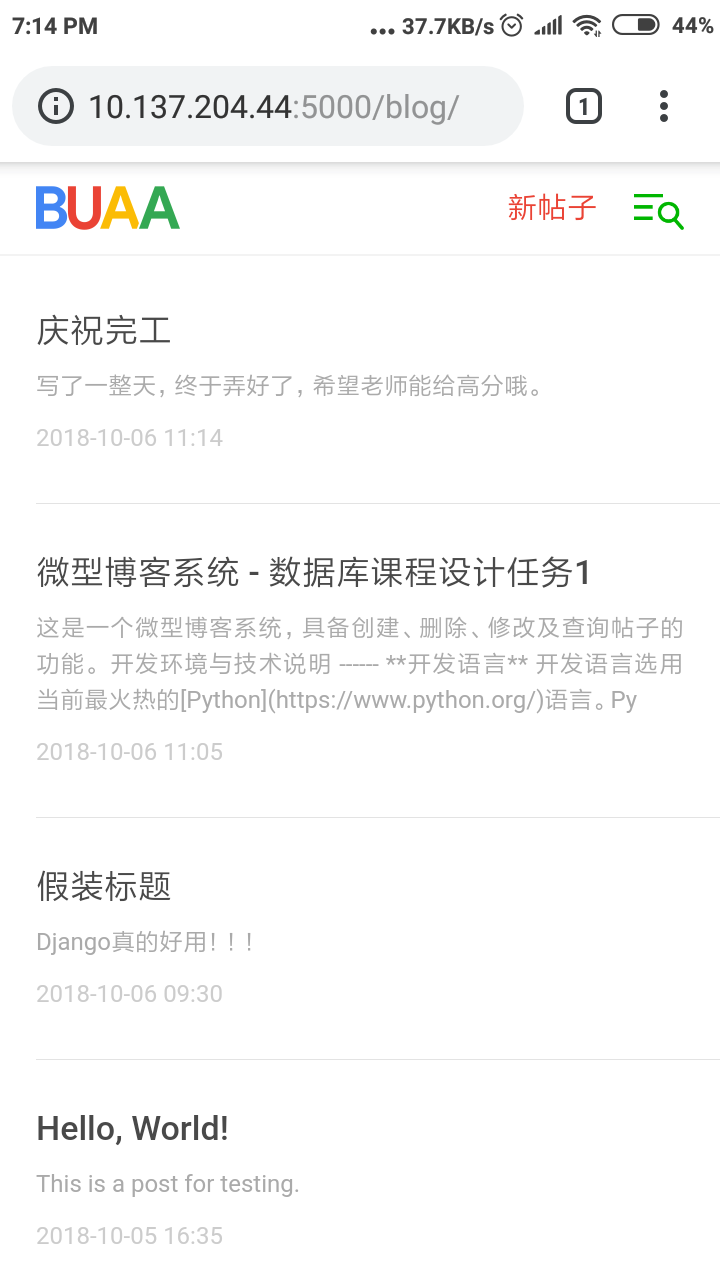 7:14 PM ... 37.7KB/s 44%
10.137.204.44:5000/blog/ 1
BUAA 新帖子
庆祝完工
写了一整天，终于弄好了，希望老师能给高分哦。
2018-10-06 11:14
微型博客系统 - 数据库课程设计任务1
这是一个微型博客系统，具备创建、删除、修改及查询帖子的
功能。开发环境与技术说明 ------ **开发语言** 开发语言选用
当前最火热的[Python](https://www.python.org/)语言。Py
2018-10-06 11:05
假装标题
Django真的好用！！！
2018-10-06 09:30
Hello, World!
This is a post for testing.
2018-10-05 16:35